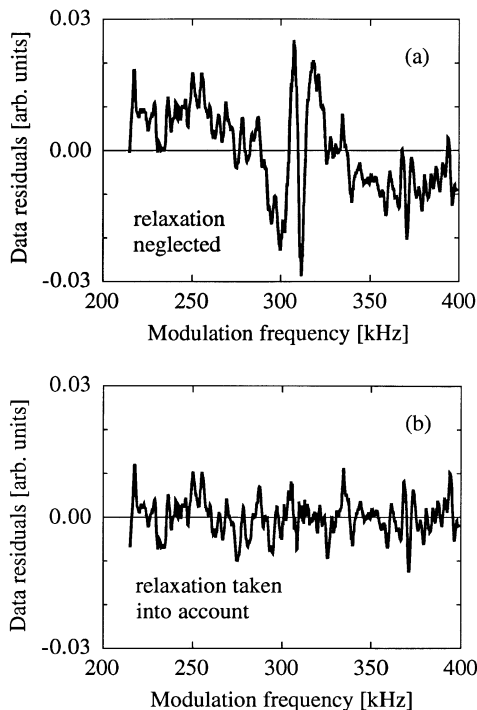 0.03
(a)
Data residuals [arb. units]
0.00
relaxation
neglected
-0.03
200 250 300 350 400
Modulation frequency [kHz]
0.03
(b)
Data residuals [arb. units]
0.00
relaxation taken
into account
-0.03
200 250 300 350 400
Modulation frequency [kHz]